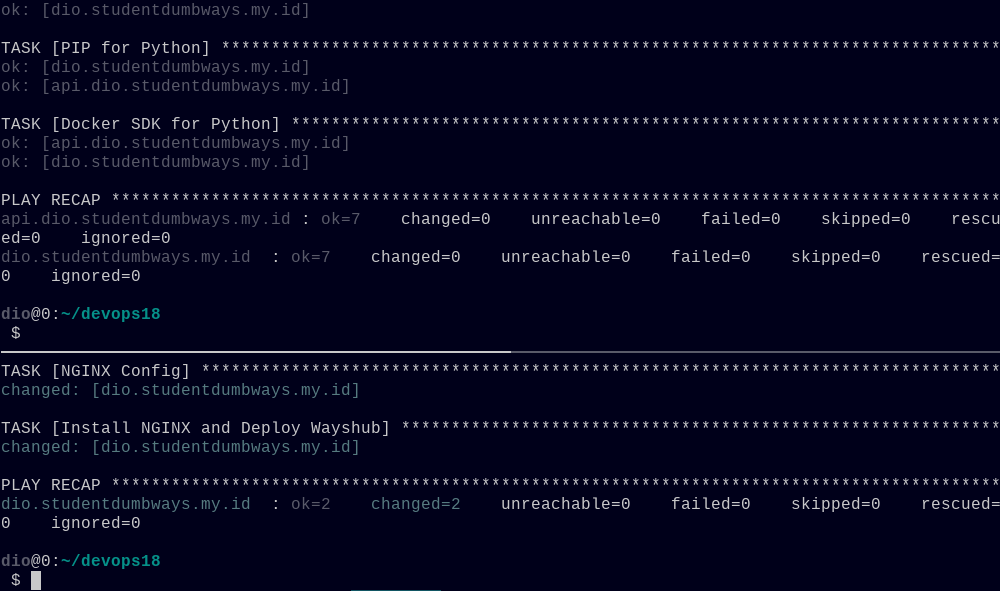 ok: [dio.studentdumbways.my.id]
TASK [PIP for Python] ******************************************************************************
ok: [dio.studentdumbways.my.id]
ok: [api.dio.studentdumbways.my.id]
TASK [Docker SDK for Python] ***********************************************************************
ok: [api.dio.studentdumbways.my.id]
ok: [dio.studentdumbways.my.id]
PLAY RECAP *****************************************************************************************
api.dio.studentdumbways.my.id : ok=7    changed=0    unreachable=0    failed=0    skipped=0    rescu
ed=0    ignored=0
dio.studentdumbways.my.id  : ok=7    changed=0    unreachable=0    failed=0    skipped=0    rescued=
0    ignored=0
dio@0:~/devops18
 $
TASK [NGINX Config] ********************************************************************************
changed: [dio.studentdumbways.my.id]
TASK [Install NGINX and Deploy Wayshub] ************************************************************
changed: [dio.studentdumbways.my.id]
PLAY RECAP *****************************************************************************************
dio.studentdumbways.my.id  : ok=2    changed=2    unreachable=0    failed=0    skipped=0    rescued=
0    ignored=0
dio@0:~/devops18
 $